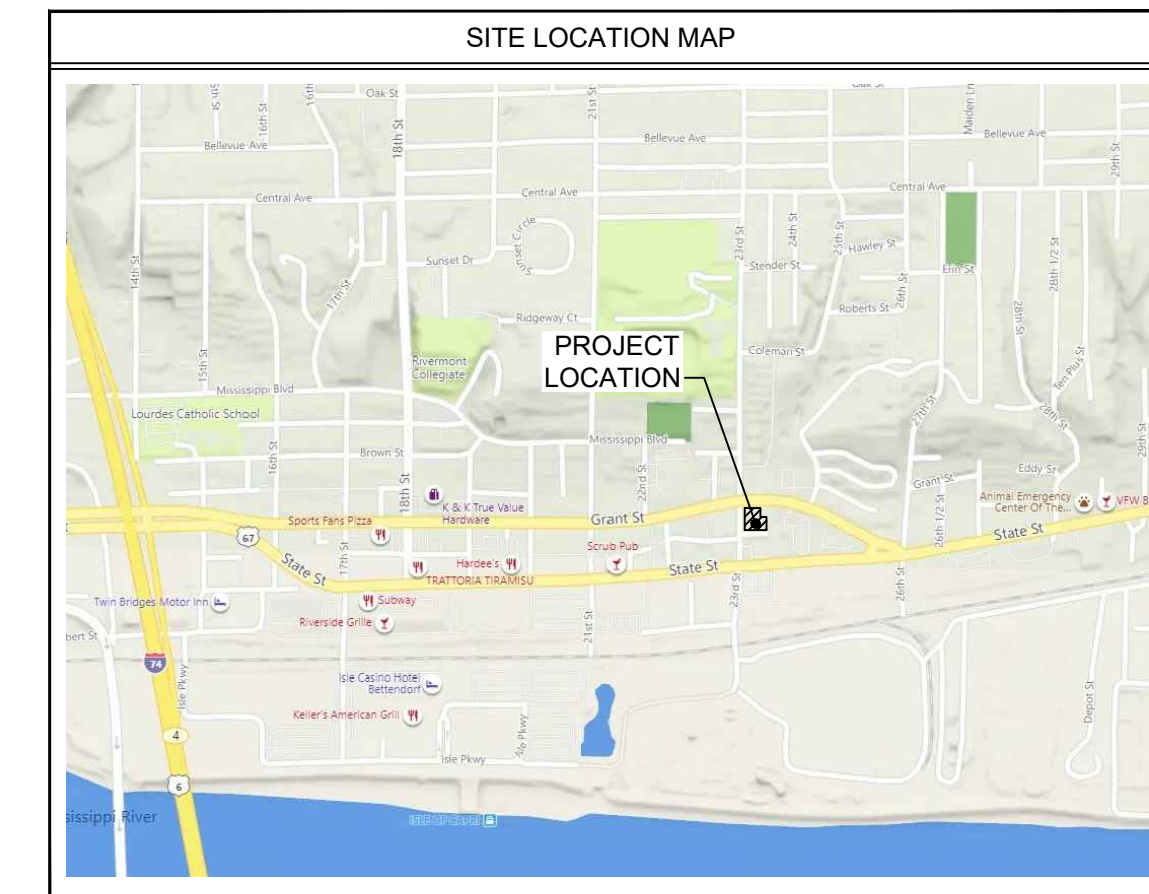 SITE LOCATION MAP
Oak St
16th St
16th St
21st St
Maiden Ln
Bellevue Ave
18th St
Bellevue Ave
Bellevue Ave
29th St
Central Ave
Central Ave
Central Ave
14th St
17th St
Sunset Dr
Sunset Circle
23rd St
24th St
25th St
Hawley St
Stender St
Erin St
28th 1/2 St
Ridgeway Ct
Roberts St
26th St
28th St
PROJECT
LOCATION
Coleman St
Rivermont
Collegiate
15th St
Mississippi Blvd
Ten Plus St
Lourdes Catholic School
27th St
28th St
Mississippi Blvd
29th St
Brown St
16th St
18th St
22nd St
Grant St
Eddy St
K & K True Value
Hardware
Animal Emergency
Center Of The...
VFW B
Sports Fans Pizza
Grant St
26th 1/2 St
State St
67
State St
17th St
Hardee's
Scrub Pub
State St
TRATTORIA TIRAMISU
Twin Bridges Motor Inn
Subway
23rd St
26th St
Riverside Grille
21st St
bert St
74
Isle Pkwy
Isle Casino Hotel
Bettendorf
Depot St
Keller's American Grill
Isle Pkwy
4
Isle Pkwy
6
sissippi River
ISLE OF CAPRI